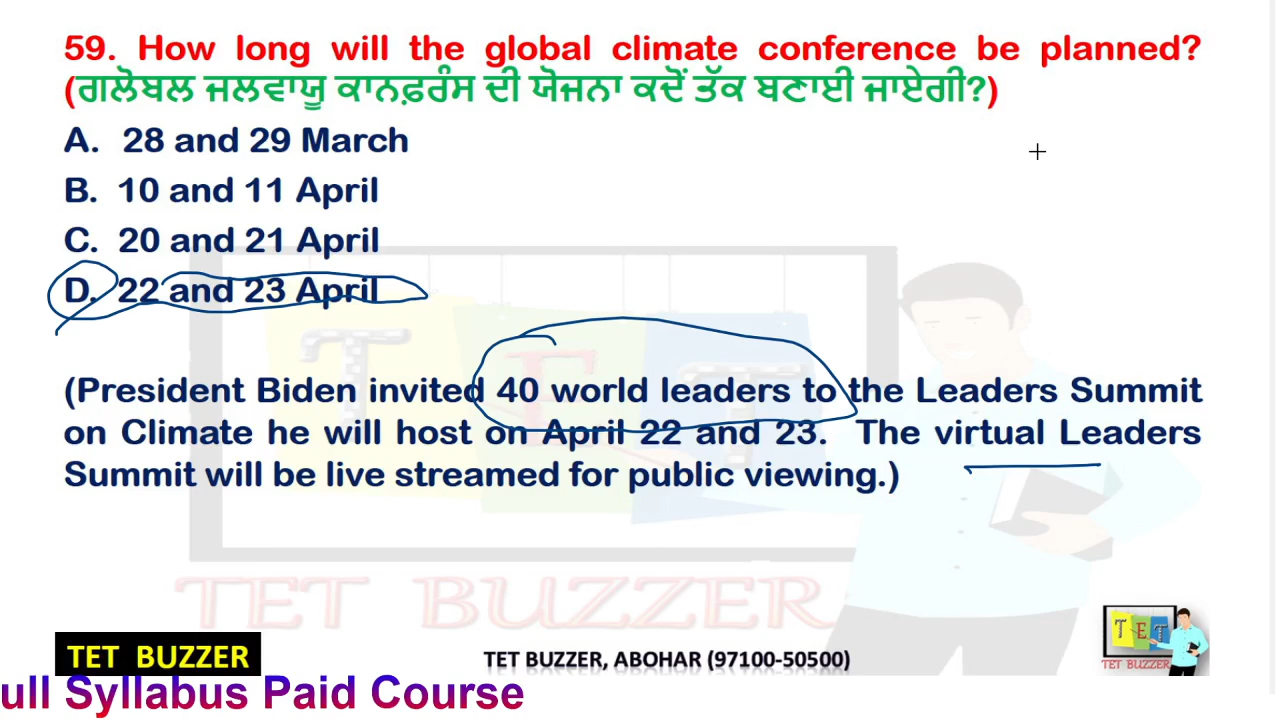 59. How long will the global climate conference be planned?
(ਗਲੋਬਲ ਜਲਵਾਯੂ ਕਾਨਫ਼ਰੰਸ ਦੀ ਯੋਜਨਾ ਕਦੋਂ ਤੱਕ ਬਣਾਈ ਜਾਏਗੀ?)
A. 28 and 29 March
B. 10 and 11 April
C. 20 and 21 April
D. 22 and 23 April
(President Biden invited 40 world leaders to the Leaders Summit
on Climate he will host on April 22 and 23. The virtual Leaders
Summit will be live streamed for public viewing.)
TET
TET BUZZER
TET BUZZER
TET BUZZER, ABOHAR (97100-50500)
TET
TET BUZZER
ull Syllabus Paid Course